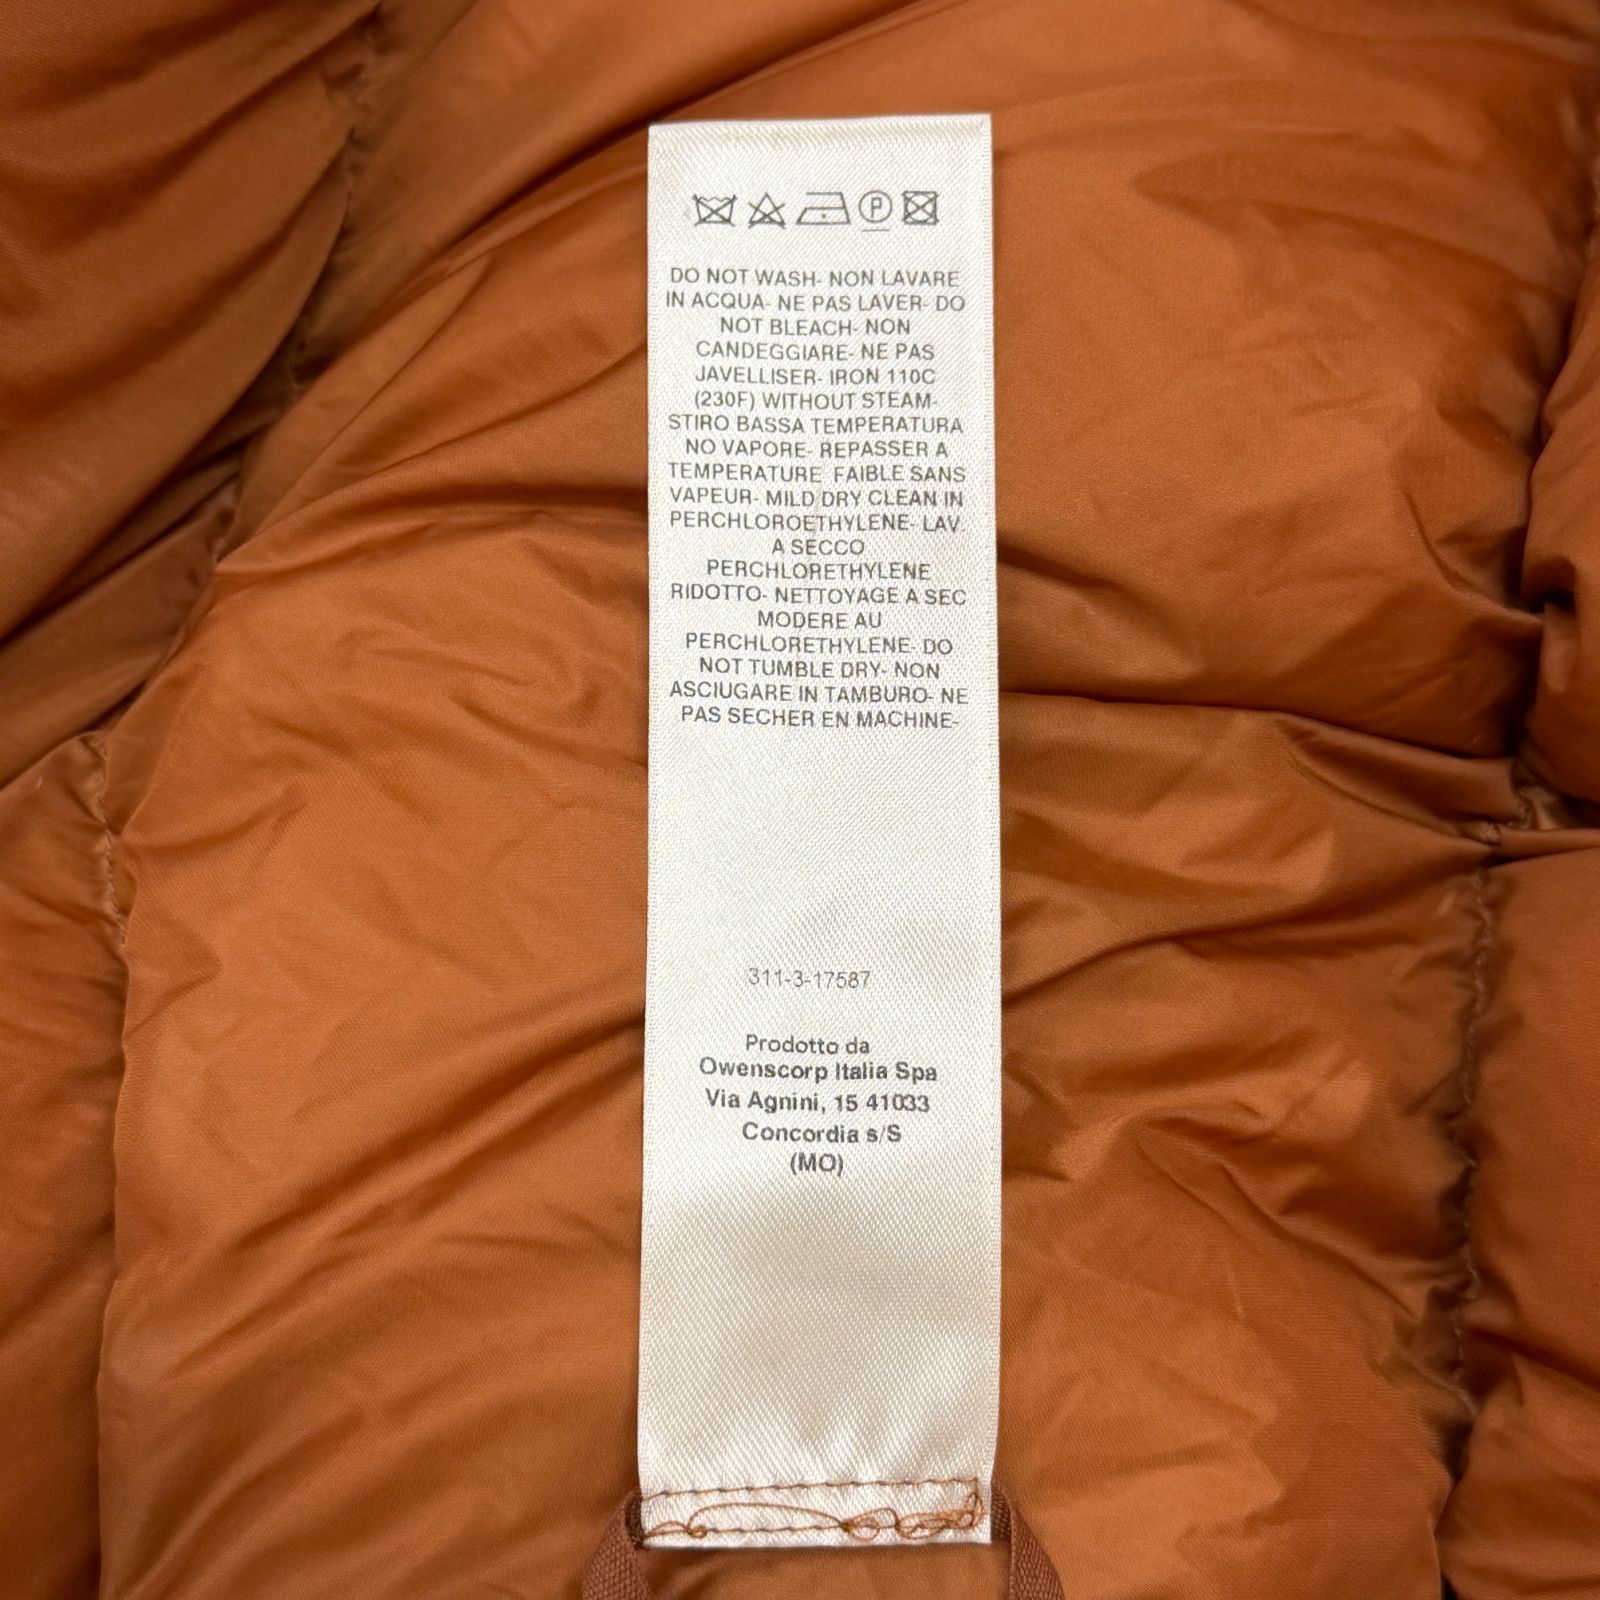 P
DO NOT WASH- NON LAVARE
IN ACQUA- NE PAS LAVER- DO
NOT BLEACH- NON
CANDEGGIARE- NE PAS
JAVELLISER- IRON 110C
(230F) WITHOUT STEAM-
STIRO BASSA TEMPERATURA
NO VAPORE- REPASSER A
TEMPERATURE FAIBLE SANS
VAPEUR- MILD DRY CLEAN IN
PERCHLOROETHYLENE- LAV.
A SECCO
PERCHLORETHYLENE
RIDOTTO- NETTOYAGE A SEC
MODERE AU
PERCHLORETHYLENE- DO
NOT TUMBLE DRY- NON
ASCIUGARE IN TAMBURO- NE
PAS SECHER EN MACHINE-
311-3-17587
Prodotto da
Owenscorp Italia Spa
Via Agnini, 15 41033
Concordia s/S
(MO)